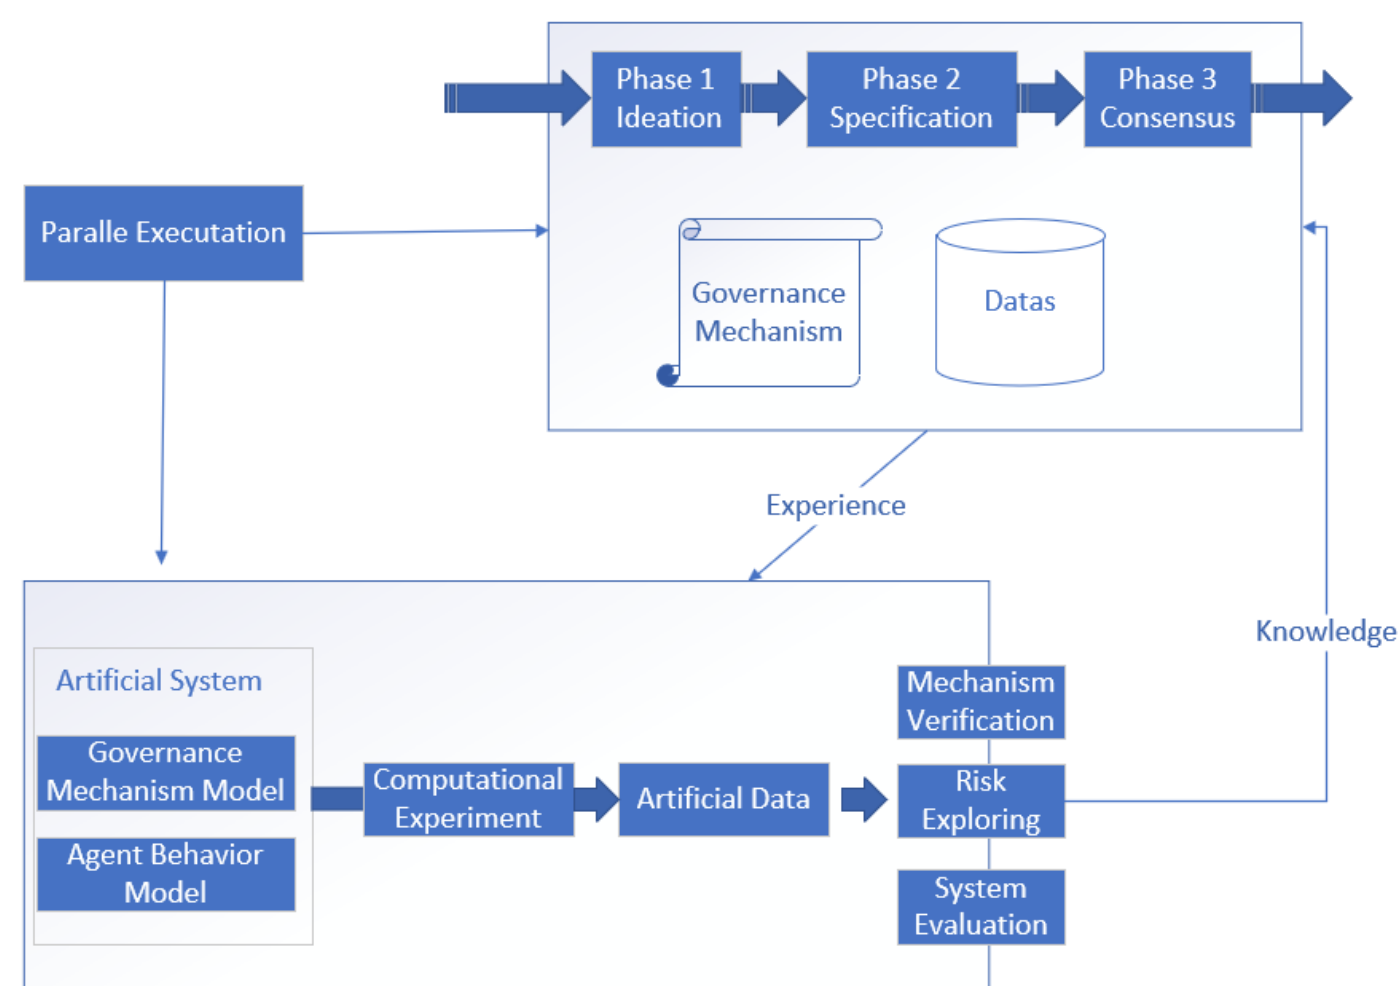 Phase 1
Ideation
Phase 2
Specification
Phase 3
Consensus
Paralle Executation
Governance
Mechanism
Datas
Experience
Knowledge
Artificial System
Governance
Mechanism Model
Agent Behavior
Model
Computational
Experiment
Artificial Data
Mechanism
Verification
Risk
Exploring
System
Evaluation